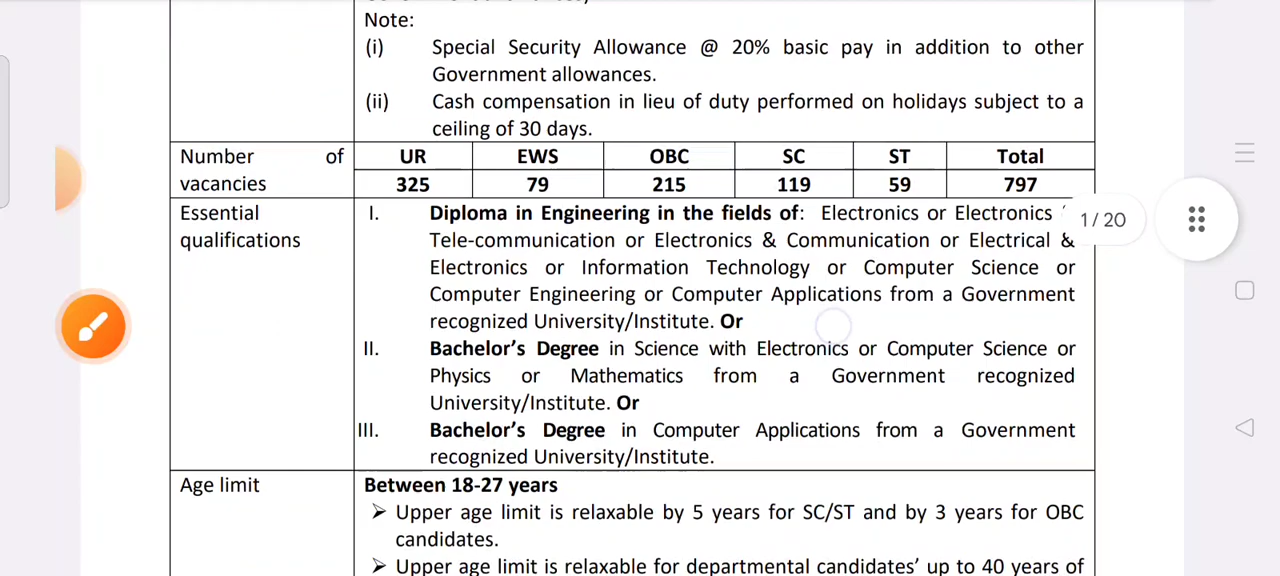 Note:
(i) Special Security Allowance @ 20% basic pay in addition to other
Government allowances.
(ii) Cash compensation in lieu of duty performed on holidays subject to a
ceiling of 30 days.
Number of vacancies
UR EWS OBC SC ST Total
325 79 215 119 59 797
Essential qualifications
I. Diploma in Engineering in the fields of: Electronics or Electronics
Tele-communication or Electronics & Communication or Electrical &
Electronics or Information Technology or Computer Science or
Computer Engineering or Computer Applications from a Government
recognized University/Institute. Or
II. Bachelor's Degree in Science with Electronics or Computer Science or
Physics or Mathematics from a Government recognized
University/Institute. Or
III. Bachelor's Degree in Computer Applications from a Government
recognized University/Institute.
1 / 20
Age limit
Between 18-27 years
➢ Upper age limit is relaxable by 5 years for SC/ST and by 3 years for OBC
candidates.
➢ Upper age limit is relaxable for departmental candidates' up to 40 years of